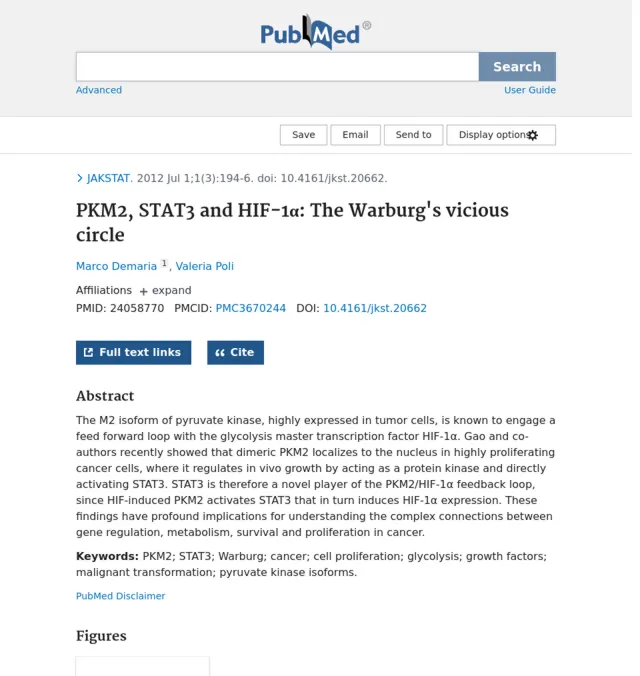 PubMed®
Search
Advanced
User Guide
Save
Email
Send to
Display options
JAKSTAT. 2012 Jul 1;1(3):194-6. doi: 10.4161/jkst.20662.
PKM2, STAT3 and HIF-1α: The Warburg's vicious
circle
Marco Demaria 1, Valeria Poli
Affiliations + expand
PMID: 24058770 PMCID: PMC3670244 DOI: 10.4161/jkst.20662
Full text links
Cite
Abstract
The M2 isoform of pyruvate kinase, highly expressed in tumor cells, is known to engage a
feed forward loop with the glycolysis master transcription factor HIF-1α. Gao and co-
authors recently showed that dimeric PKM2 localizes to the nucleus in highly proliferating
cancer cells, where it regulates in vivo growth by acting as a protein kinase and directly
activating STAT3. STAT3 is therefore a novel player of the PKM2/HIF-1α feedback loop,
since HIF-induced PKM2 activates STAT3 that in turn induces HIF-1α expression. These
findings have profound implications for understanding the complex connections between
gene regulation, metabolism, survival and proliferation in cancer.
Keywords: PKM2; STAT3; Warburg; cancer; cell proliferation; glycolysis; growth factors;
malignant transformation; pyruvate kinase isoforms.
PubMed Disclaimer
Figures